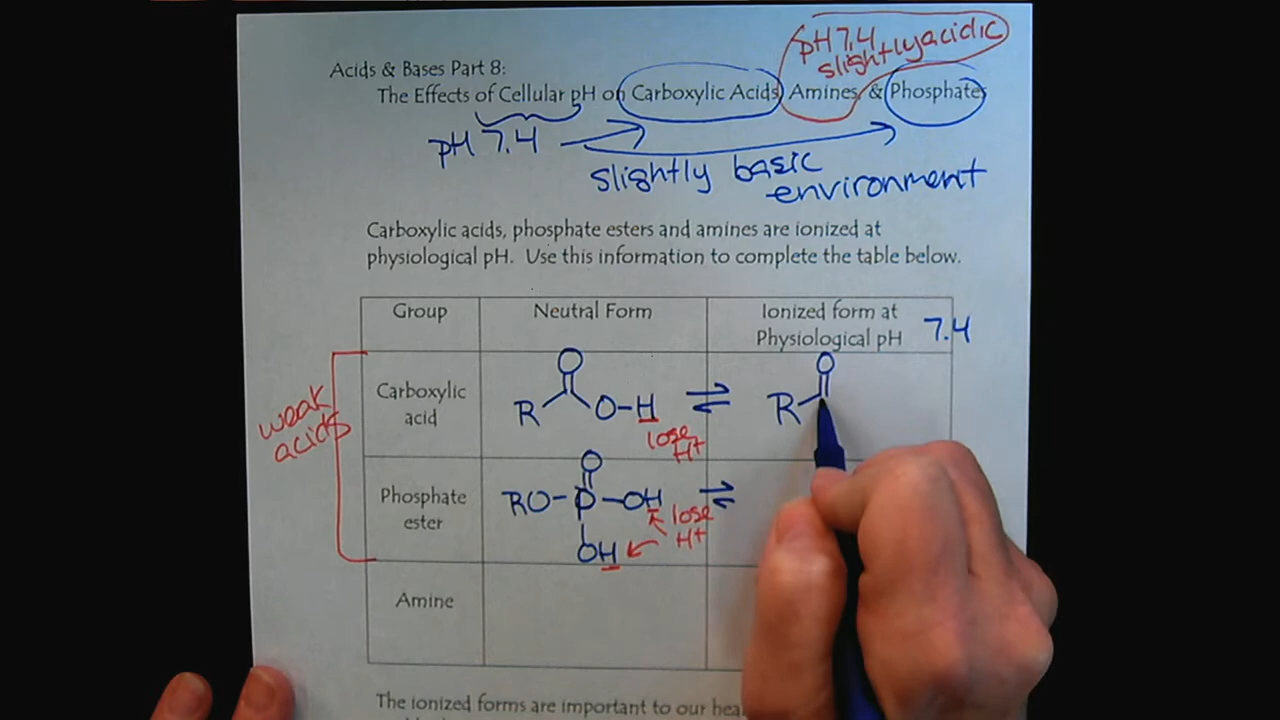 pH 7.4
slightly acidic
Acids & Bases Part 8:
The Effects of Cellular pH on Carboxylic Acids, Amines, & Phosphates
pH 7.4
slightly basic
environment
Carboxylic acids, phosphate esters and amines are ionized at
physiological pH. Use this information to complete the table below.
Group
Neutral Form
Ionized form at
Physiological pH
7.4
weak
acids
Carboxylic
acid
O
R
O-H
lose
H+
⇌
O
R
Phosphate
ester
O
RO-P-OH
OH
lose
H+
⇌
Amine
The ionized forms are important to our